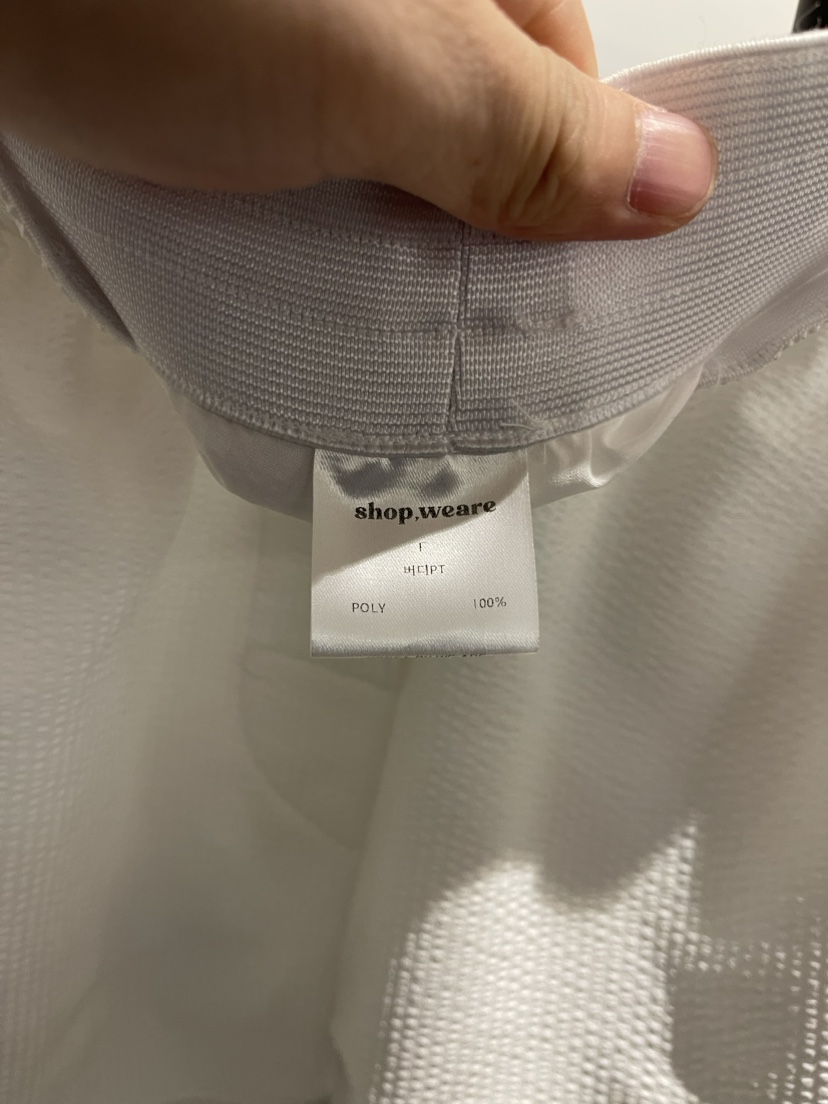 shop,weare
F
버디PT
POLY 100%